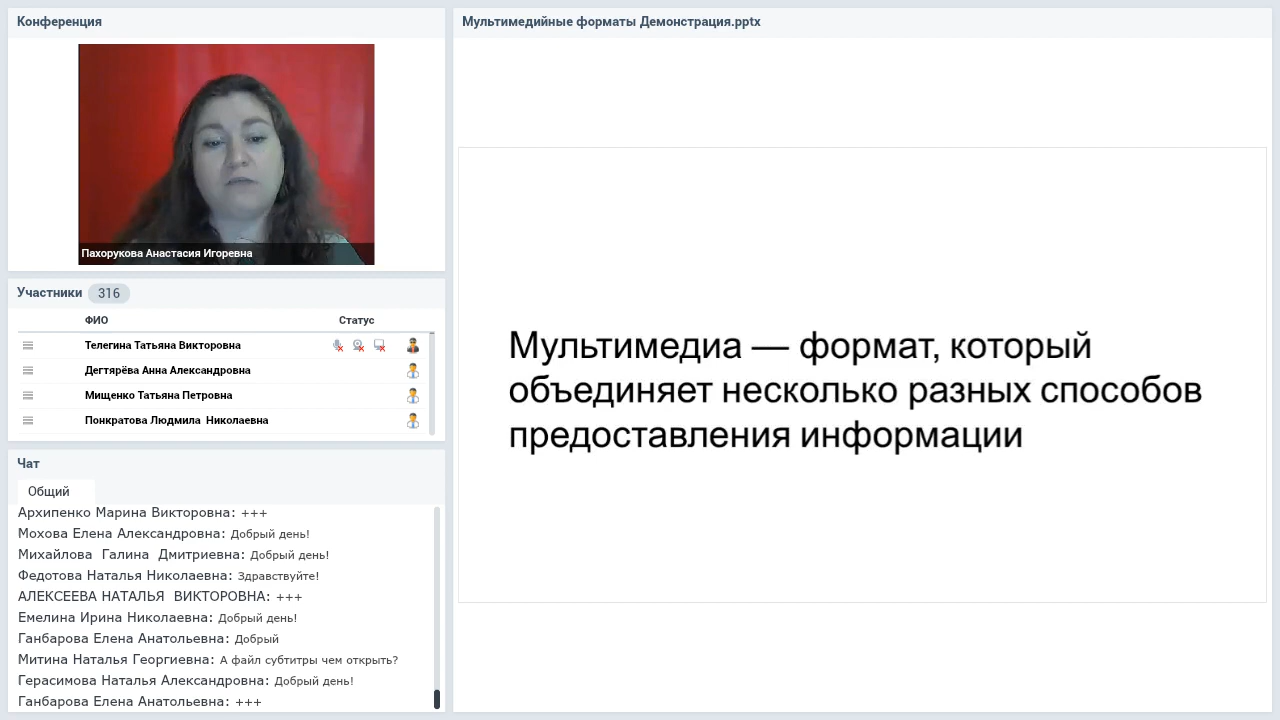 Конференция
Пахорукова Анастасия Игоревна
Участники 316
ФИО Статус
Телегина Татьяна Викторовна
Дегтярёва Анна Александровна
Мищенко Татьяна Петровна
Понкратова Людмила Николаевна
Чат
Общий
Архипенко Марина Викторовна: +++
Мохова Елена Александровна: Добрый день!
Михайлова Галина Дмитриевна: Добрый день!
Федотова Наталья Николаевна: Здравствуйте!
АЛЕКСЕЕВА НАТАЛЬЯ ВИКТОРОВНА: +++
Емелина Ирина Николаевна: Добрый день!
Ганбарова Елена Анатольевна: Добрый
Митина Наталья Георгиевна: А файл субтитры чем открыть?
Герасимова Наталья Александровна: Добрый день!
Ганбарова Елена Анатольевна: +++
Мультимедийные форматы Демонстрация.pptx
Мультимедиа — формат, который
объединяет несколько разных способов
предоставления информации